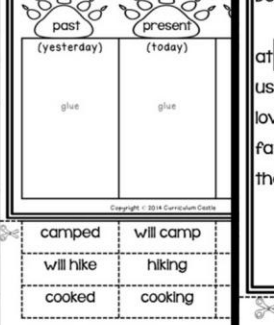 past present
(yesterday) (today)
glue glue
Copyright © 2014 Curriculum Castle
camped will camp
will hike hiking
cooked cooking
at
us
lov
fa
th